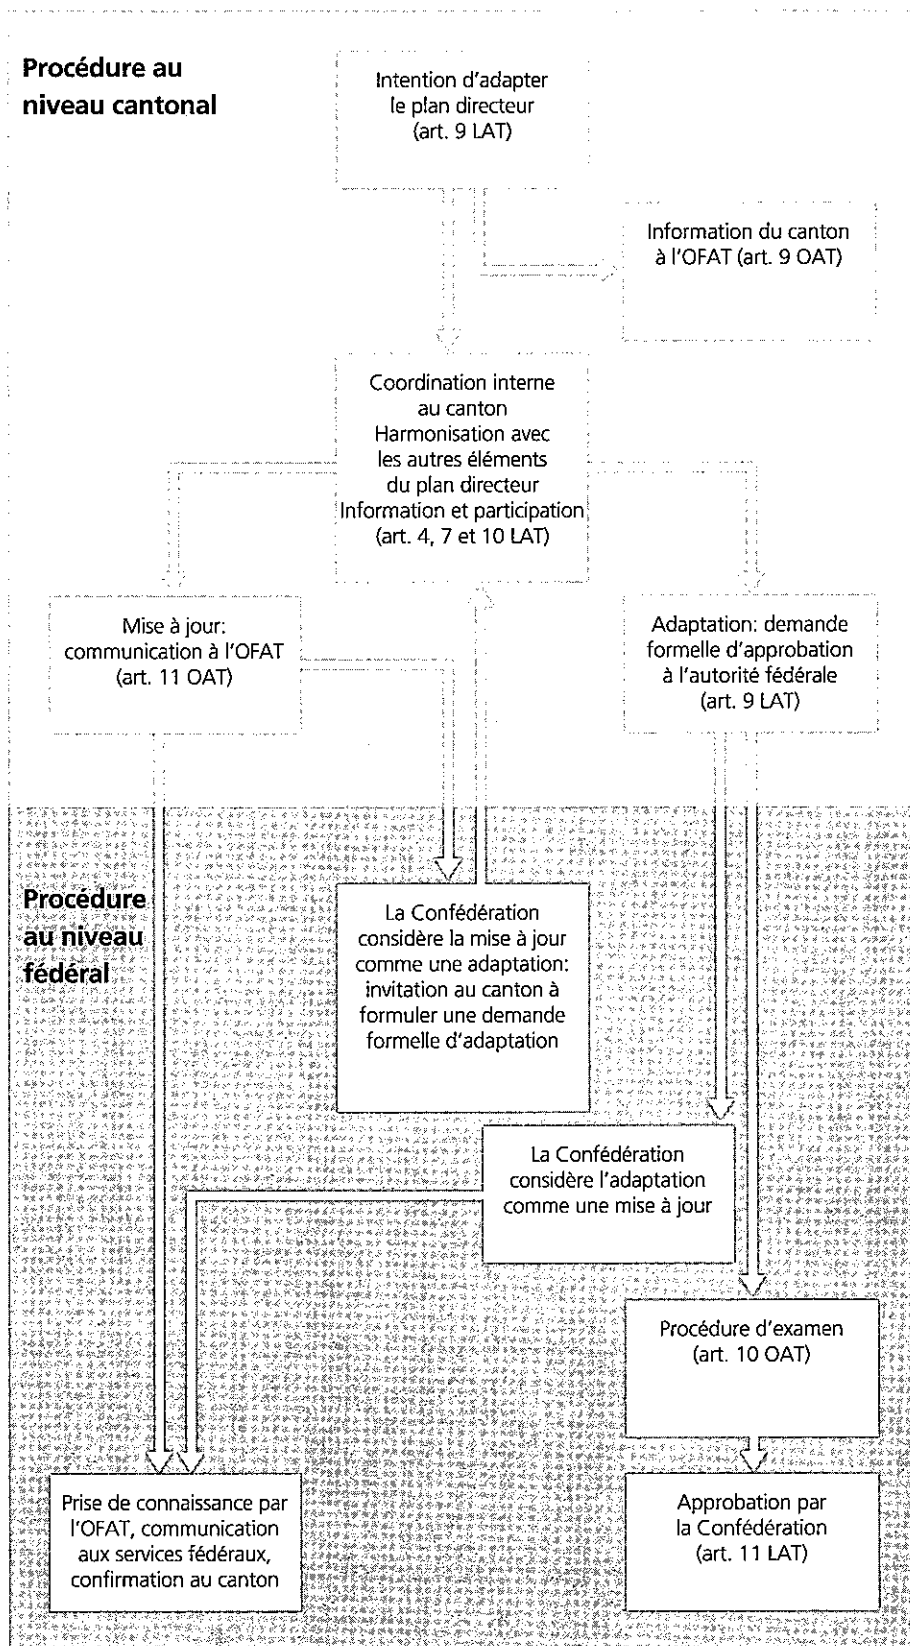 Procédure au
niveau cantonal
Intention d'adapter
le plan directeur
(art. 9 LAT)
Information du canton
à l'OFAT (art. 9 OAT)
Coordination interne
au canton
Harmonisation avec
les autres éléments
du plan directeur
Information et participation
(art. 4, 7 et 10 LAT)
Mise à jour:
communication à l'OFAT
(art. 11 OAT)
Adaptation: demande
formelle d'approbation
à l'autorité fédérale
(art. 9 LAT)
Procédure
au niveau
fédéral
La Confédération
considère la mise à jour
comme une adaptation:
invitation au canton à
formuler une demande
formelle d'adaptation
La Confédération
considère l'adaptation
comme une mise à jour
Procédure d'examen
(art. 10 OAT)
Prise de connaissance par
l'OFAT, communication
aux services fédéraux,
confirmation au canton
Approbation par
la Confédération
(art. 11 LAT)